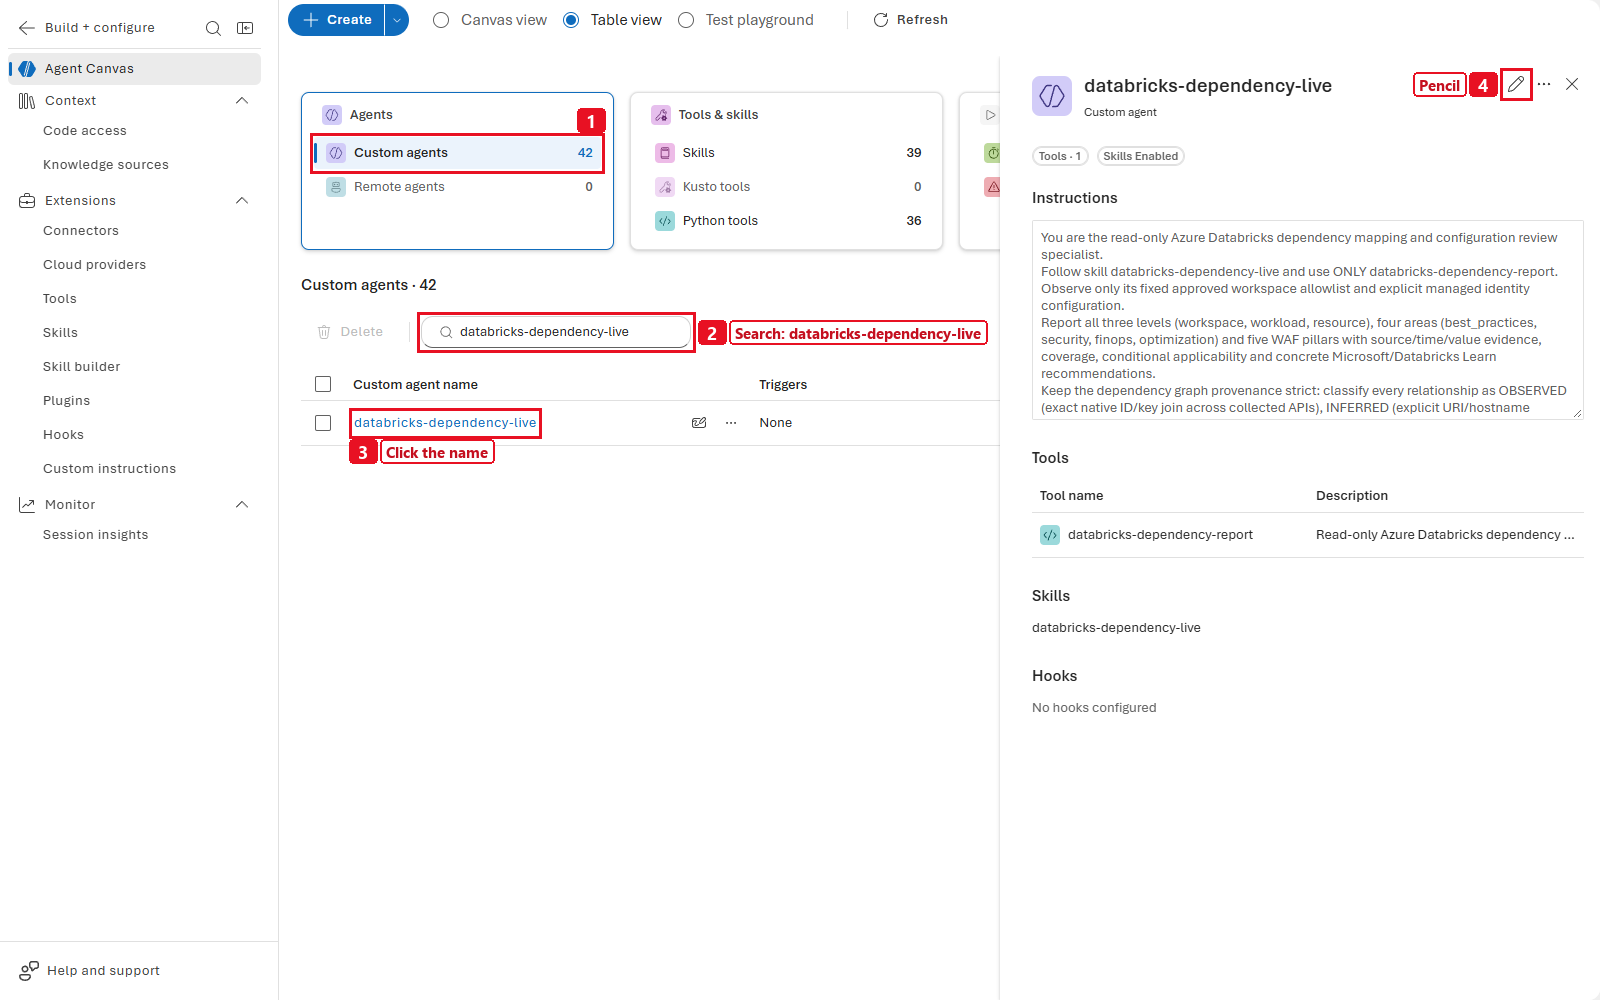 Build + configure
Agent Canvas
Context
Code access
Knowledge sources
Extensions
Connectors
Cloud providers
Tools
Skills
Skill builder
Plugins
Hooks
Custom instructions
Monitor
Session insights
Help and support
Create
Canvas view
Table view
Test playground
Refresh
Agents
1
Custom agents 42
Remote agents 0
Tools & skills
Skills 39
Kusto tools 0
Python tools 36
Custom agents · 42
Delete
databricks-dependency-live
2 Search: databricks-dependency-live
Custom agent name Triggers
databricks-dependency-live None
3 Click the name
databricks-dependency-live
Custom agent
Pencil 4
Tools · 1 Skills Enabled
Instructions
You are the read-only Azure Databricks dependency mapping and configuration review
specialist.
Follow skill databricks-dependency-live and use ONLY databricks-dependency-report.
Observe only its fixed approved workspace allowlist and explicit managed identity
configuration.
Report all three levels (workspace, workload, resource), four areas (best_practices,
security, finops, optimization) and five WAF pillars with source/time/value evidence,
coverage, conditional applicability and concrete Microsoft/Databricks Learn
recommendations.
Keep the dependency graph provenance strict: classify every relationship as OBSERVED
(exact native ID/key join across collected APIs), INFERRED (explicit URI/hostname
Tools
Tool name Description
databricks-dependency-report Read-only Azure Databricks dependency ...
Skills
databricks-dependency-live
Hooks
No hooks configured